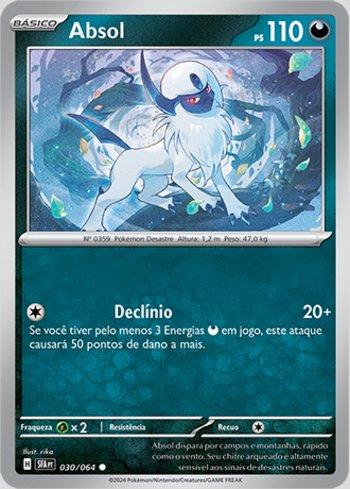 BÁSICO Absol PS 110
Nº 0359 Pokémon Desastre Altura: 1,2 m Peso: 47,0 kg
Declínio 20+
Se você tiver pelo menos 3 Energias em jogo, este ataque
causará 50 pontos de dano a mais.
Fraqueza x 2 Resistência Recuo
Ilust. riko
H SFA PT 030/064
Absol dispara por campos e montanhas, rápido
como o vento. Seu chifre arqueado é altamente
sensível aos sinais de desastres naturais.
©2024 Pokémon/Nintendo/Creatures/GAME FREAK